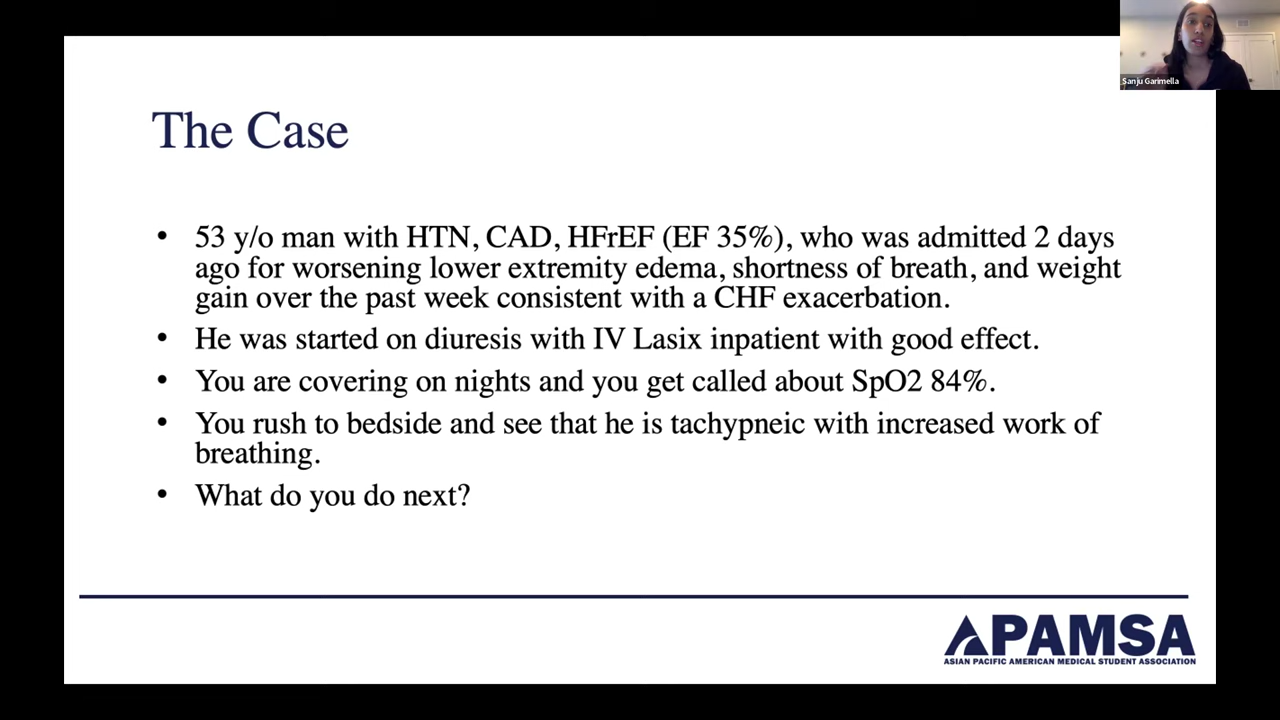 Sanju Garimella
The Case
• 53 y/o man with HTN, CAD, HFrEF (EF 35%), who was admitted 2 days
ago for worsening lower extremity edema, shortness of breath, and weight
gain over the past week consistent with a CHF exacerbation.
• He was started on diuresis with IV Lasix inpatient with good effect.
• You are covering on nights and you get called about SpO2 84%.
• You rush to bedside and see that he is tachypneic with increased work of
breathing.
• What do you do next?
APAMSA
ASIAN PACIFIC AMERICAN MEDICAL STUDENT ASSOCIATION